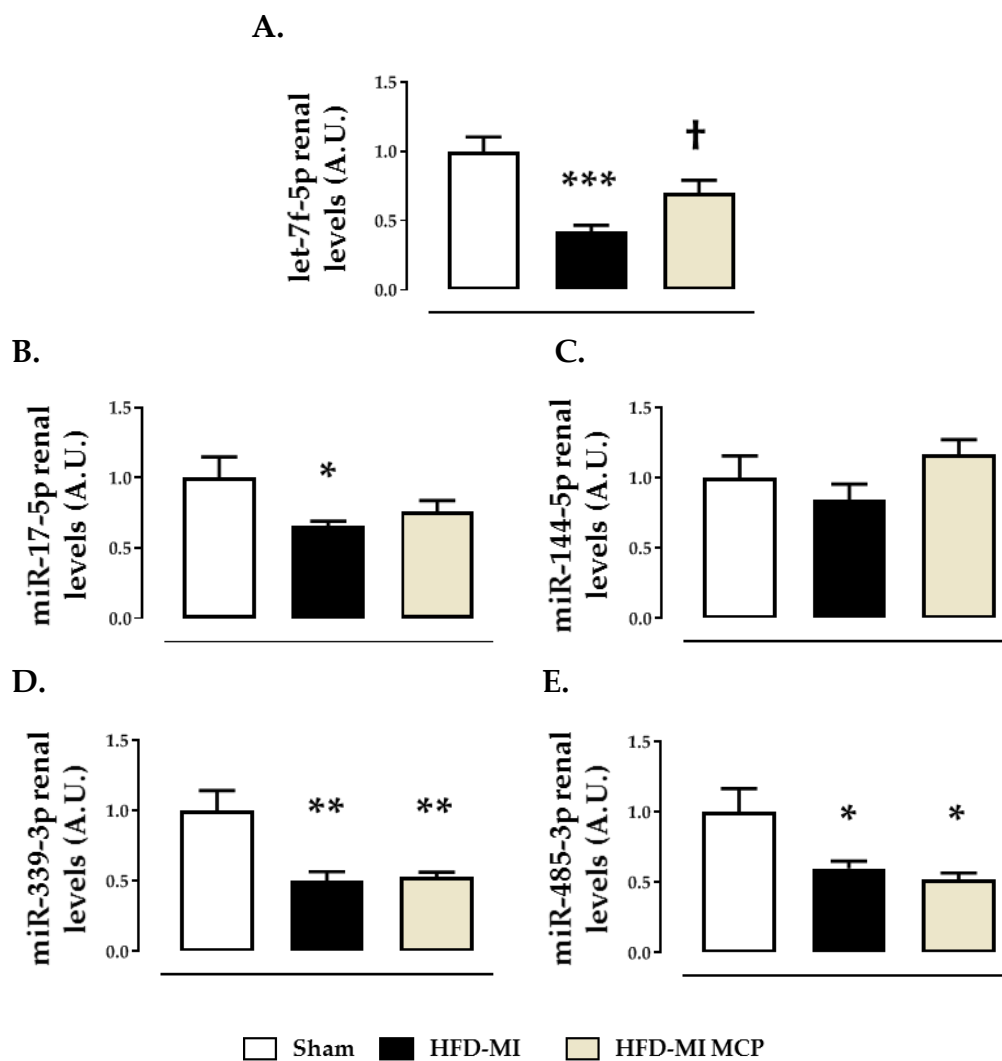 A.
let-7f-5p renal
levels (A.U.)
1.5
1.0
0.5
0.0
***
†
B.
miR-17-5p renal
levels (A.U.)
1.5
1.0
0.5
0.0
*
C.
miR-144-5p renal
levels (A.U.)
1.5
1.0
0.5
0.0
D.
miR-339-3p renal
levels (A.U.)
1.5
1.0
0.5
0.0
** **
E.
miR-485-3p renal
levels (A.U.)
1.5
1.0
0.5
0.0
* *
Sham HFD-MI HFD-MI MCP